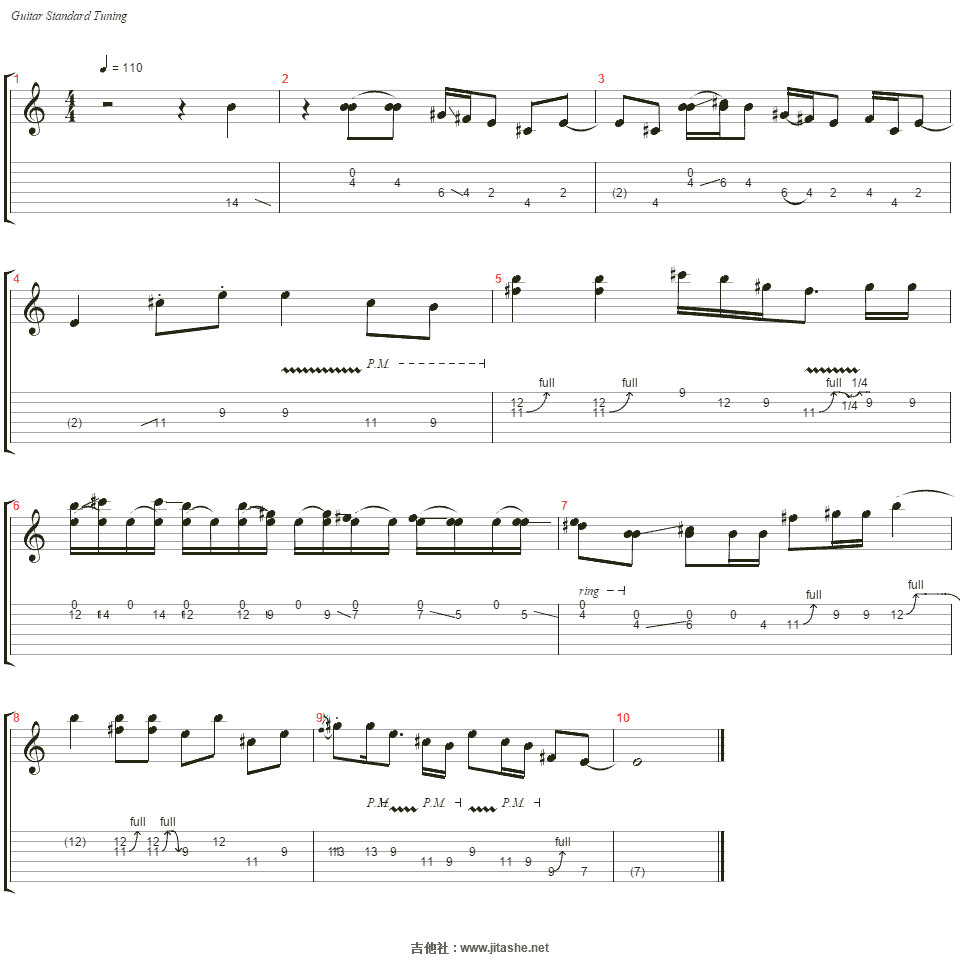 Guitar Standard Tuning
= 110
1 2 3
4 4
0 0
4 4 4 6 4
14 6 4 2 2 (2) 6 4 2 4 2
4 4 4
4 5
P.M.
full full full 1/4
9
12 12 12 9 1/4 9 9
11 11 11
9 9
(2) 11 11 9
6 7
ring
full full
0 0 0 0 0 0 0 0 0
12 14 14 12 12 9 9 7 7 5 5 4 0 0 0 9 9 12
4 6 4 11
8 9 10
P.M. P.M. P.M.
full full
(12) 12 12 12
11 11 9 9 11 13 13 9 9
11 11 9 11 9
full
9 7 (7)
吉他社 : www.jitashe.net